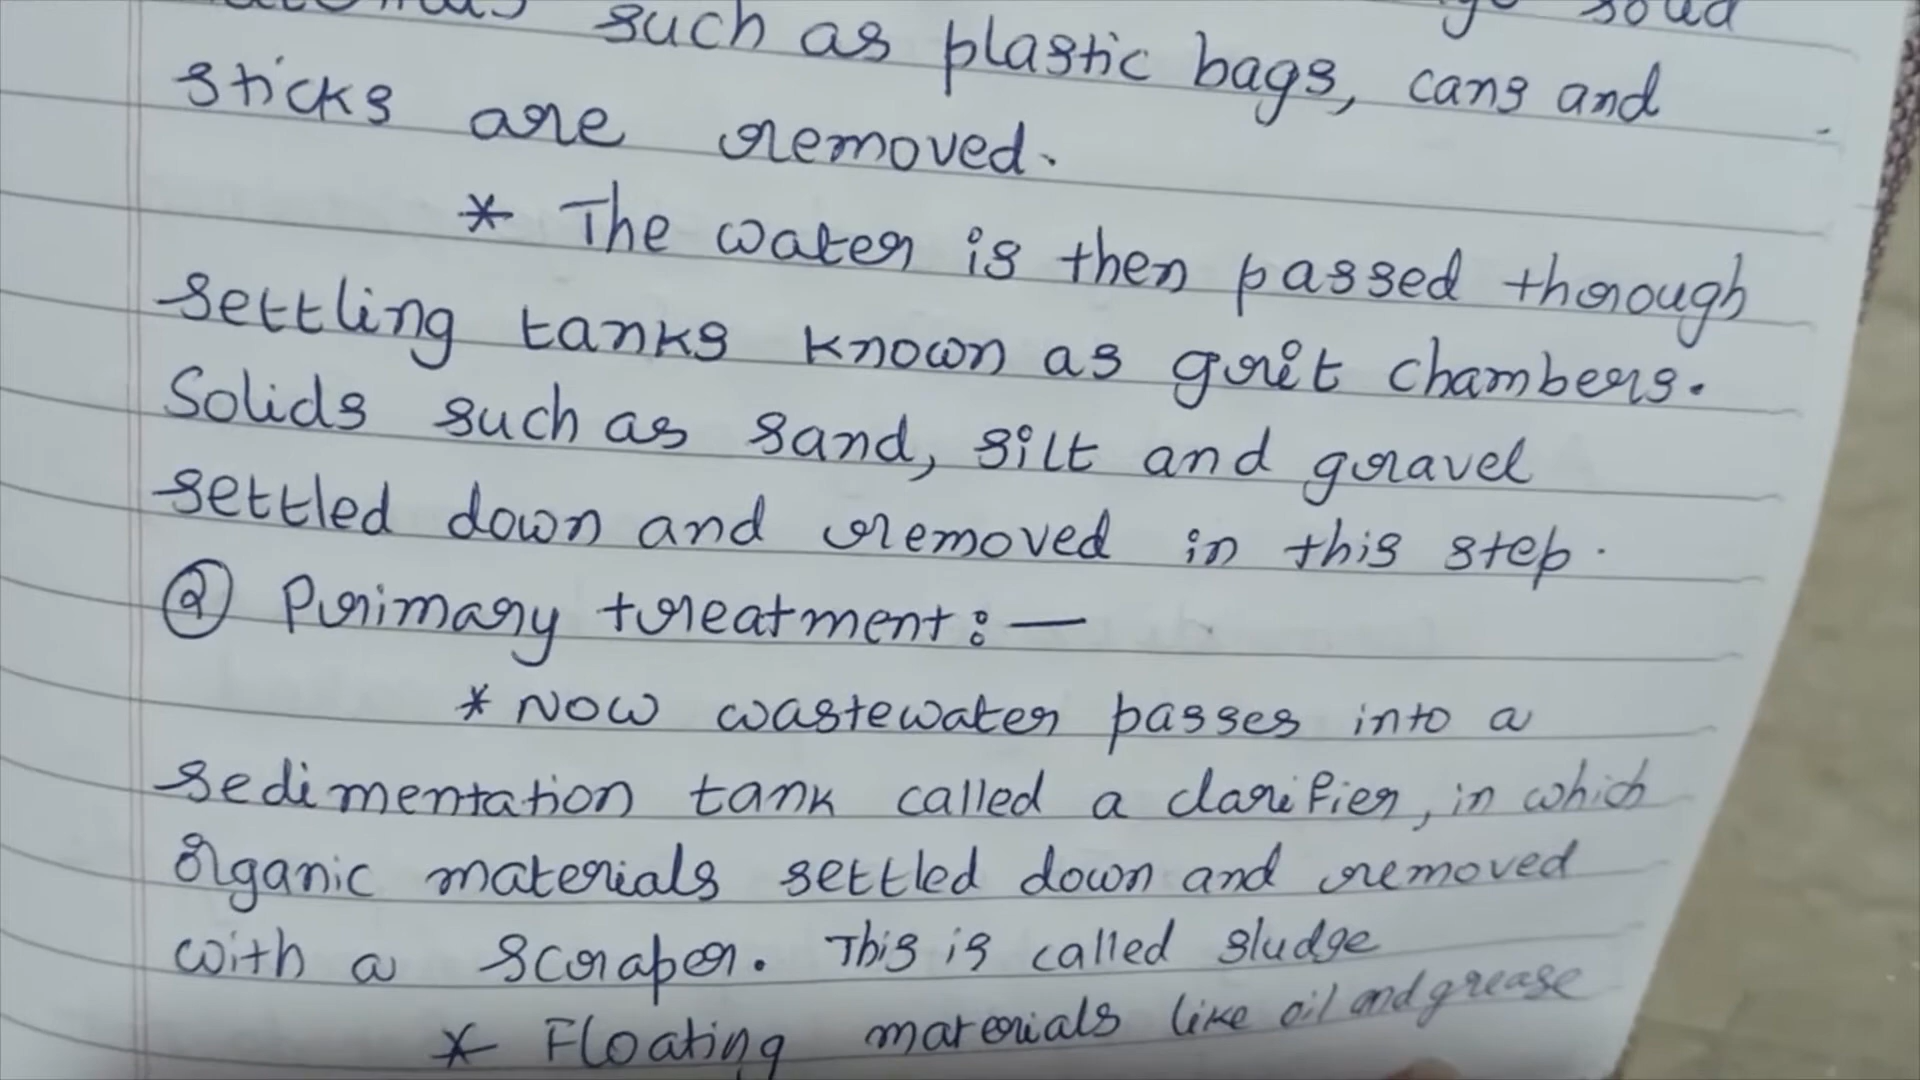 such as plastic bags, cans and
sticks are removed.
* The water is then passed through
settling tanks known as grit chambers.
Solids such as sand, silt and gravel
settled down and removed in this step.
② Primary treatment:—
* Now wastewater passes into a
sedimentation tank called a clarifier, in which
Organic materials settled down and removed
with a scraper. This is called sludge
* Floating materials like oil and grease